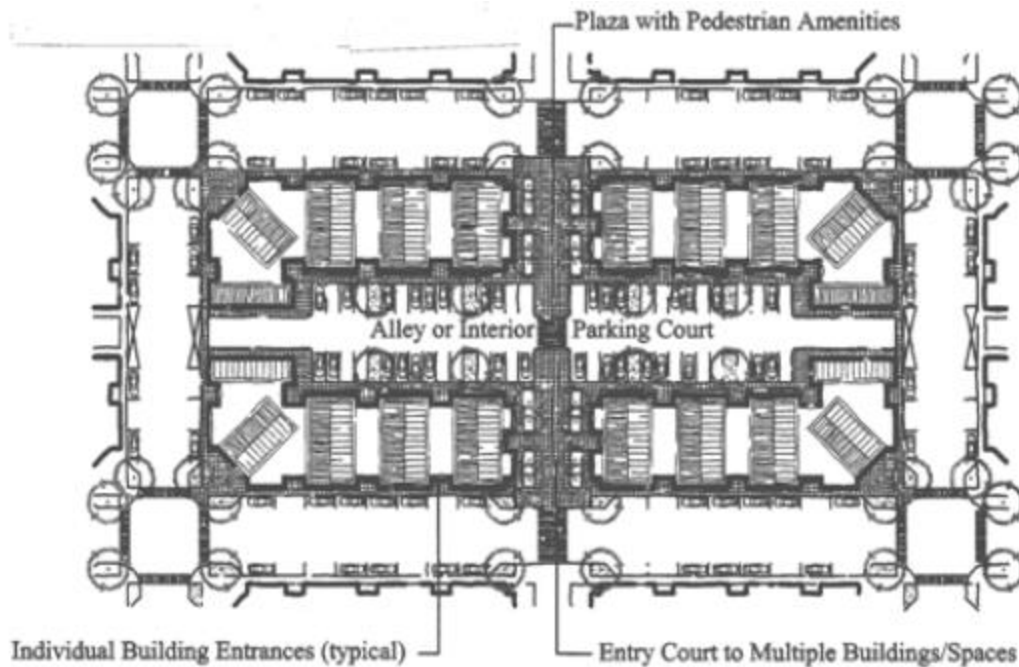 Plaza with Pedestrian Amenities
Alley or Interior Parking Court
Individual Building Entrances (typical)
Entry Court to Multiple Buildings/Spaces